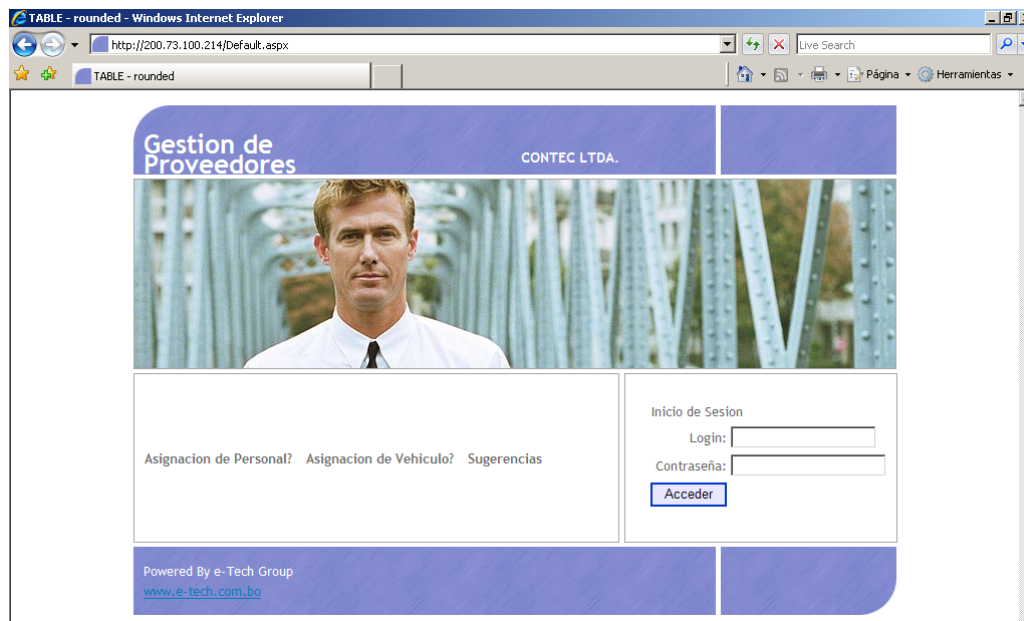 TABLE - rounded - Windows Internet Explorer
http://200.73.100.214/Default.aspx
Live Search
TABLE - rounded
Página
Herramientas
Gestion de
Proveedores
CONTEC LTDA.
Asignacion de Personal? Asignacion de Vehiculo? Sugerencias
Inicio de Sesion
Login:
Contraseña:
Acceder
Powered By e-Tech Group
www.e-tech.com.bo